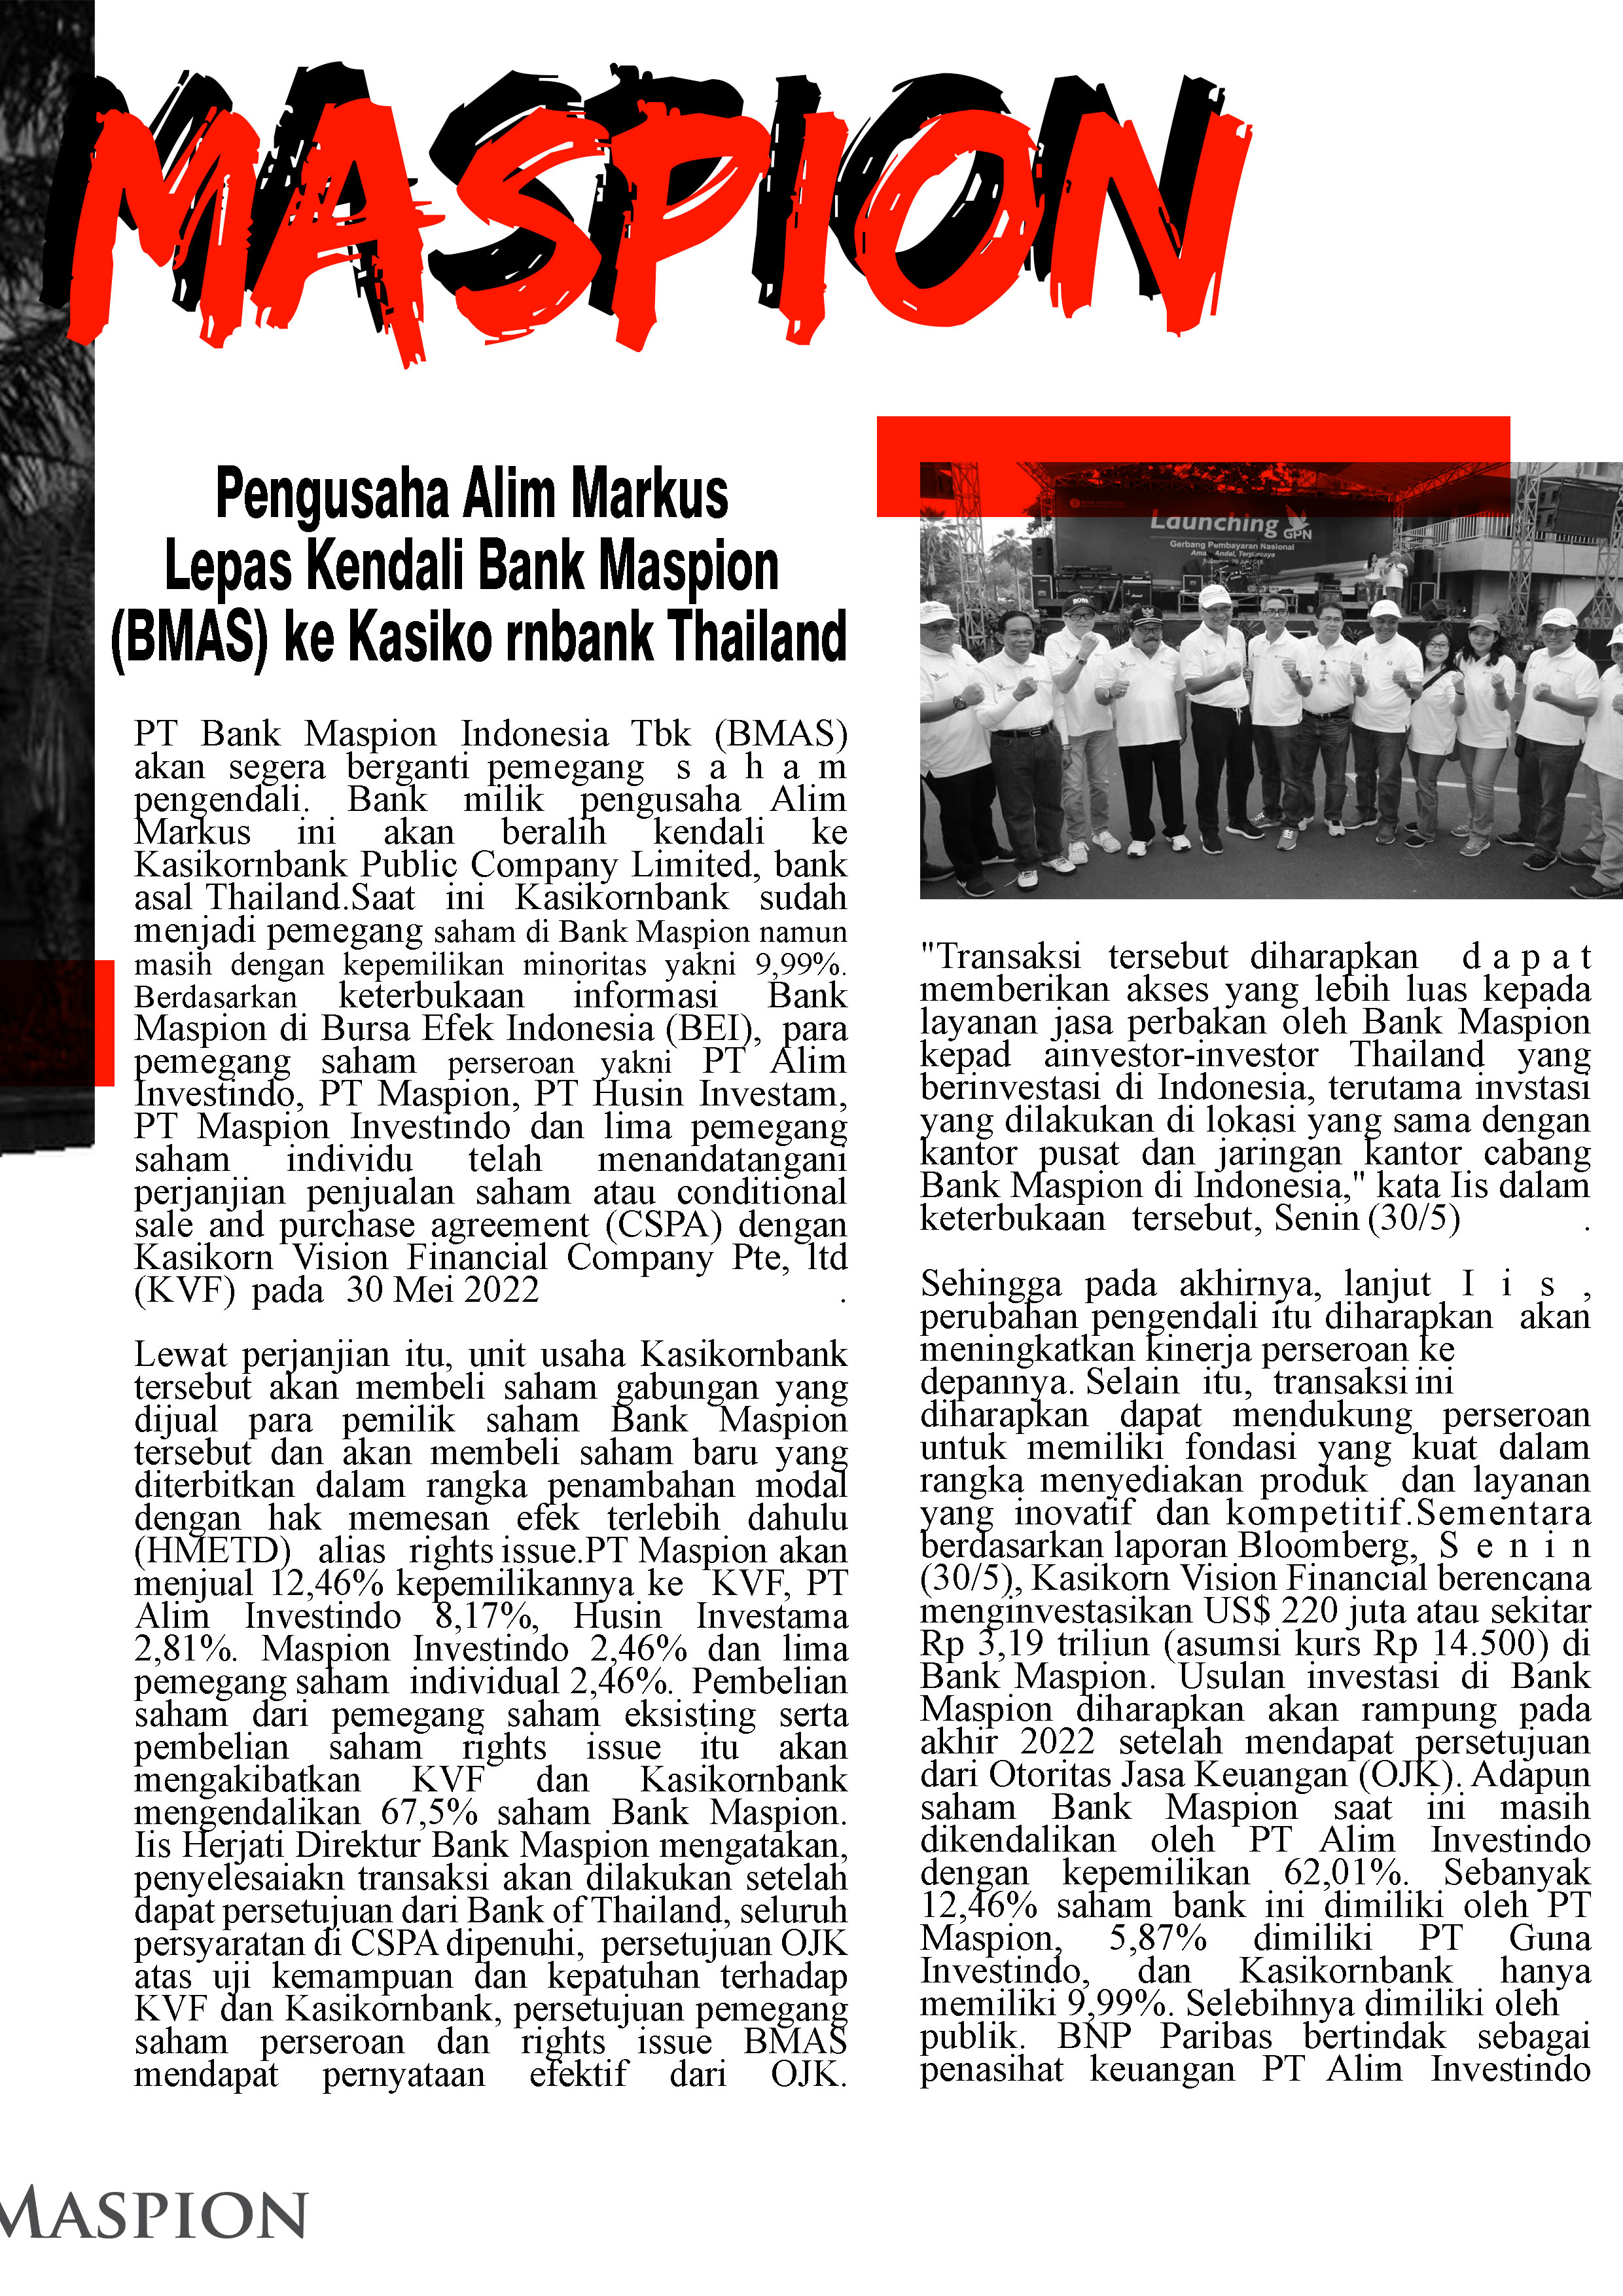 MASPION
Pengusaha Alim Markus
Lepas Kendali Bank Maspion
(BMAS) ke Kasiko rnbank Thailand
PT Bank Maspion Indonesia Tbk (BMAS)
akan segera berganti pemegang s a h a m
pengendali. Bank milik pengusaha Alim
Markus ini akan beralih kendali ke
Kasikornbank Public Company Limited, bank
asal Thailand.Saat ini Kasikornbank sudah
menjadi pemegang saham di Bank Maspion namun
masih dengan kepemilikan minoritas yakni 9,99%.
Berdasarkan keterbukaan informasi Bank
Maspion di Bursa Efek Indonesia (BEI), para
pemegang saham perseroan yakni PT Alim
Investindo, PT Maspion, PT Husin Investam,
PT Maspion Investindo dan lima pemegang
saham individu telah menandatangani
perjanjian penjualan saham atau conditional
sale and purchase agreement (CSPA) dengan
Kasikorn Vision Financial Company Pte, ltd
(KVF) pada 30 Mei 2022 .
Lewat perjanjian itu, unit usaha Kasikornbank
tersebut akan membeli saham gabungan yang
dijual para pemilik saham Bank Maspion
tersebut dan akan membeli saham baru yang
diterbitkan dalam rangka penambahan modal
dengan hak memesan efek terlebih dahulu
(HMETD) alias rights issue.PT Maspion akan
menjual 12,46% kepemilikannya ke KVF, PT
Alim Investindo 8,17%, Husin Investama
2,81%. Maspion Investindo 2,46% dan lima
pemegang saham individual 2,46%. Pembelian
saham dari pemegang saham eksisting serta
pembelian saham rights issue itu akan
mengakibatkan KVF dan Kasikornbank
mengendalikan 67,5% saham Bank Maspion.
Iis Herjati Direktur Bank Maspion mengatakan,
penyelesaiakn transaksi akan dilakukan setelah
dapat persetujuan dari Bank of Thailand, seluruh
persyaratan di CSPA dipenuhi, persetujuan OJK
atas uji kemampuan dan kepatuhan terhadap
KVF dan Kasikornbank, persetujuan pemegang
saham perseroan dan rights issue BMAS
mendapat pernyataan efektif dari OJK.
Launching
GPN
Gerbang Pembayaran Nasional
"Transaksi tersebut diharapkan d a p a t
memberikan akses yang lebih luas kepada
layanan jasa perbakan oleh Bank Maspion
kepad ainvestor-investor Thailand yang
berinvestasi di Indonesia, terutama invstasi
yang dilakukan di lokasi yang sama dengan
kantor pusat dan jaringan kantor cabang
Bank Maspion di Indonesia," kata Iis dalam
keterbukaan tersebut, Senin (30/5) .
Sehingga pada akhirnya, lanjut I i s ,
perubahan pengendali itu diharapkan akan
meningkatkan kinerja perseroan ke
depannya. Selain itu, transaksi ini
diharapkan dapat mendukung perseroan
untuk memiliki fondasi yang kuat dalam
rangka menyediakan produk dan layanan
yang inovatif dan kompetitif.Sementara
berdasarkan laporan Bloomberg, S e n i n
(30/5), Kasikorn Vision Financial berencana
menginvestasikan US$ 220 juta atau sekitar
Rp 3,19 triliun (asumsi kurs Rp 14.500) di
Bank Maspion. Usulan investasi di Bank
Maspion diharapkan akan rampung pada
akhir 2022 setelah mendapat persetujuan
dari Otoritas Jasa Keuangan (OJK). Adapun
saham Bank Maspion saat ini masih
dikendalikan oleh PT Alim Investindo
dengan kepemilikan 62,01%. Sebanyak
12,46% saham bank ini dimiliki oleh PT
Maspion, 5,87% dimiliki PT Guna
Investindo, dan Kasikornbank hanya
memiliki 9,99%. Selebihnya dimiliki oleh
publik. BNP Paribas bertindak sebagai
penasihat keuangan PT Alim Investindo
MASPION